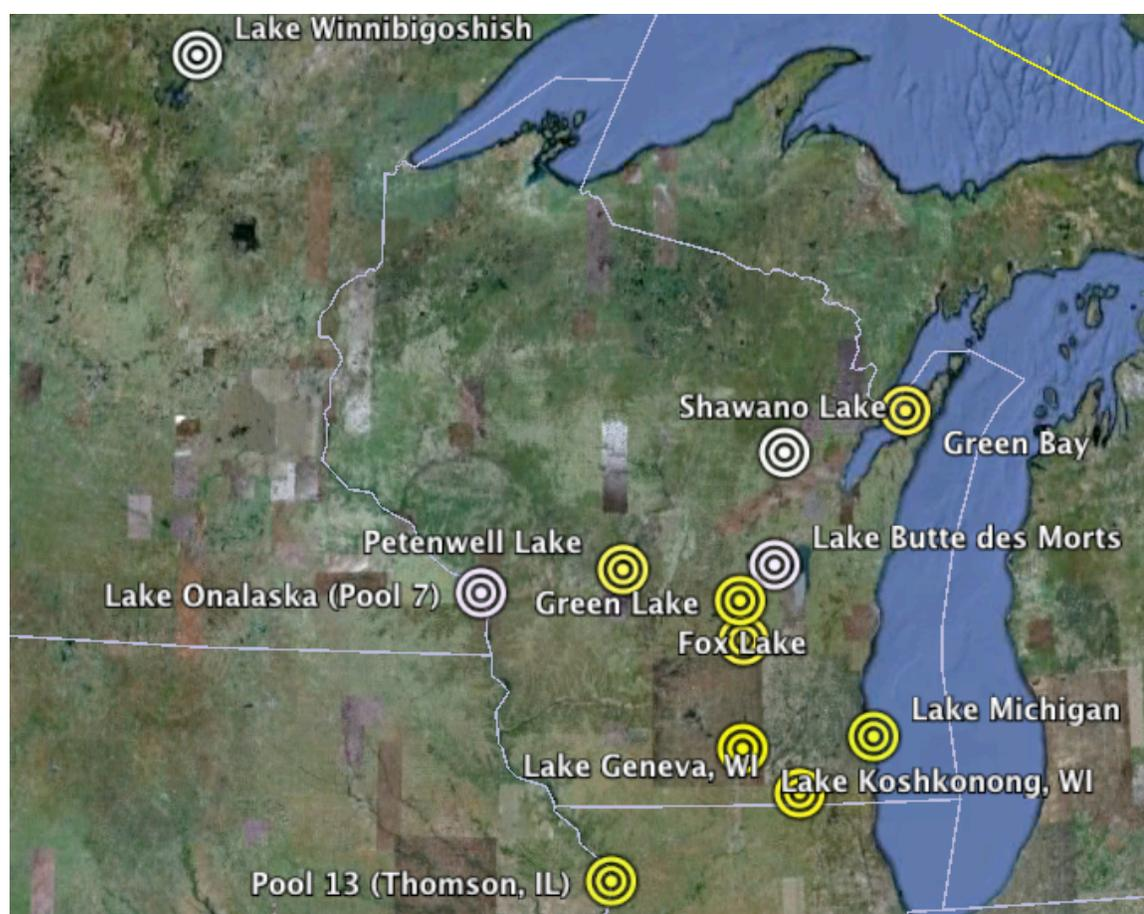 Lake Winnibigoshish
Shawano Lake
Green Bay
Petenwell Lake
Lake Butte des Morts
Lake Onalaska (Pool 7)
Green Lake
Fox Lake
Lake Michigan
Lake Geneva, WI
Lake Koshkonong, WI
Pool 13 (Thomson, IL)